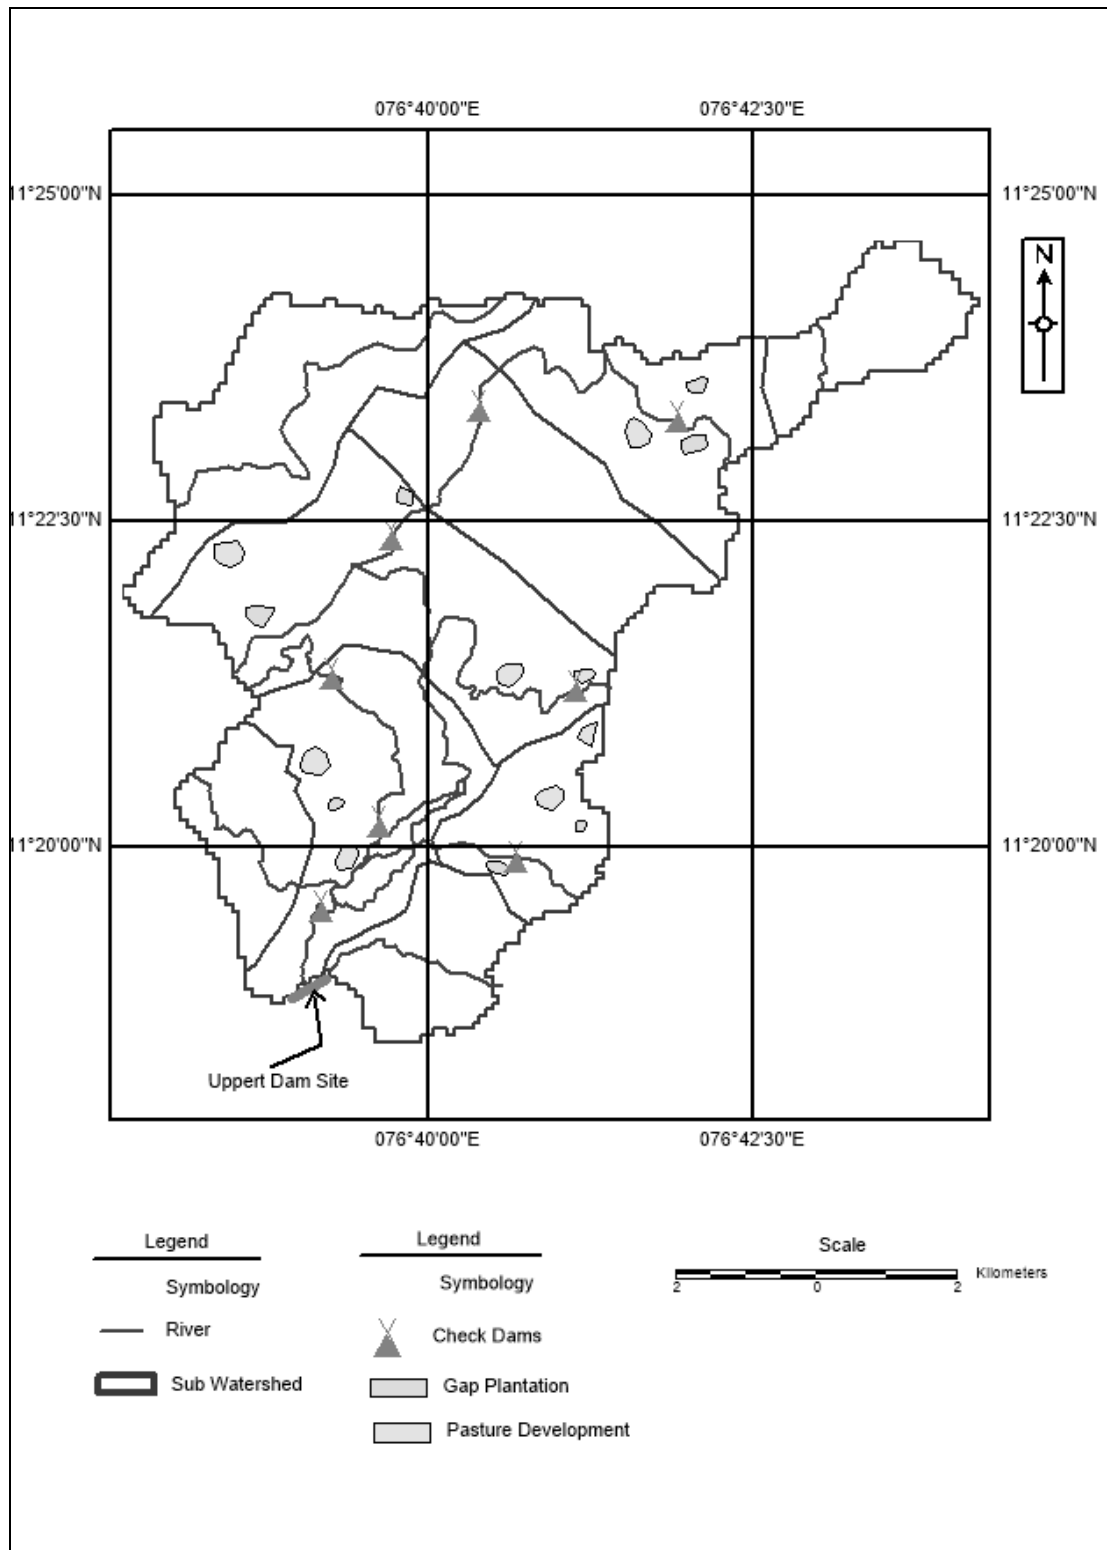 076°40'00"E 076°42'30"E
11°25'00"N 11°25'00"N
N
11°22'30"N 11°22'30"N
11°20'00"N 11°20'00"N
Uppert Dam Site
076°40'00"E 076°42'30"E
Legend
Symbology
River
Sub Watershed
Legend
Symbology
Check Dams
Gap Plantation
Pasture Development
Scale
Kilometers
2 0 2